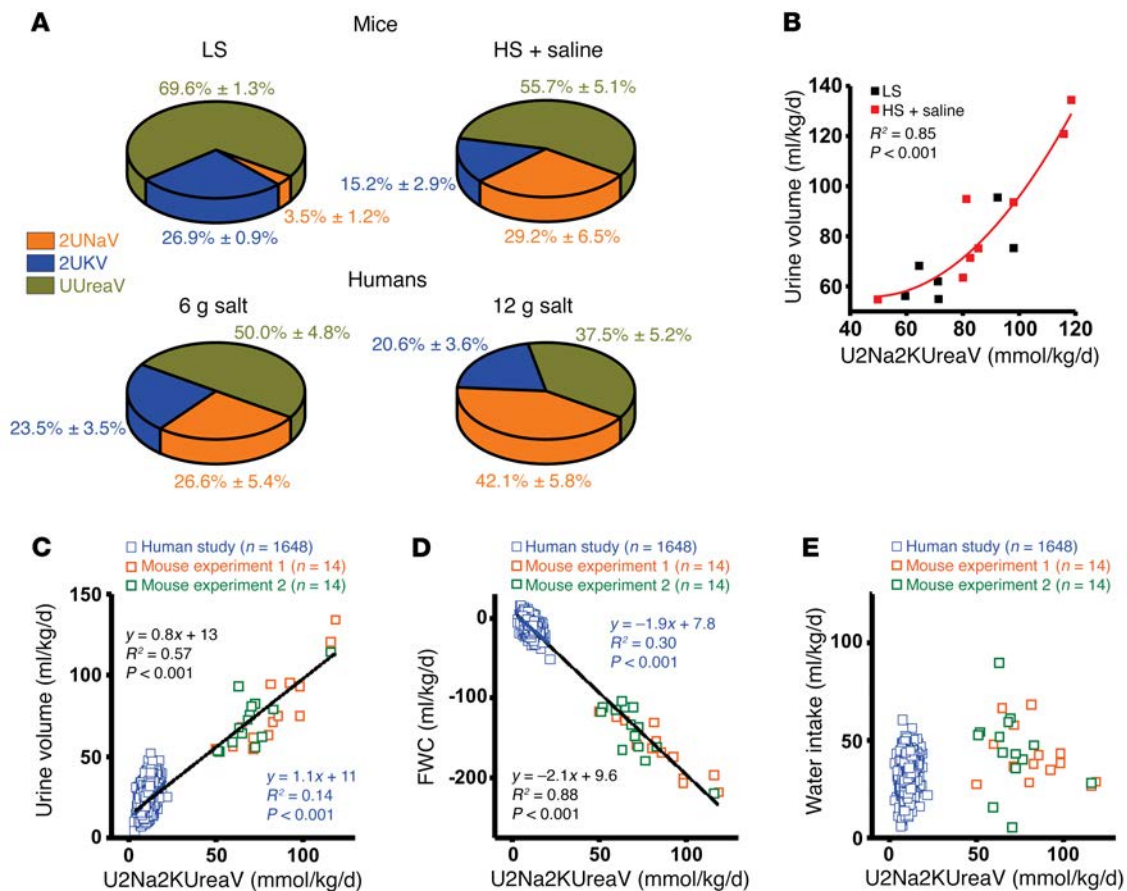 A
Mice
LS
HS + saline
69.6% ± 1.3%
55.7% ± 5.1%
15.2% ± 2.9%
3.5% ± 1.2%
26.9% ± 0.9%
29.2% ± 6.5%
2UNaV
2UKV
UUreaV
Humans
6 g salt
12 g salt
50.0% ± 4.8%
20.6% ± 3.6%
37.5% ± 5.2%
23.5% ± 3.5%
26.6% ± 5.4%
42.1% ± 5.8%
B
LS
HS + saline
R² = 0.85
P < 0.001
Urine volume (ml/kg/d)
140
120
100
80
60
40 60 80 100 120
U2Na2KUreaV (mmol/kg/d)
C
Human study (n = 1648)
Mouse experiment 1 (n = 14)
Mouse experiment 2 (n = 14)
Urine volume (ml/kg/d)
150
100
50
0
y = 0.8x + 13
R² = 0.57
P < 0.001
y = 1.1x + 11
R² = 0.14
P < 0.001
0 50 100
U2Na2KUreaV (mmol/kg/d)
D
Human study (n = 1648)
Mouse experiment 1 (n = 14)
Mouse experiment 2 (n = 14)
FWC (ml/kg/d)
0
-100
-200
y = –1.9x + 7.8
R² = 0.30
P < 0.001
y = –2.1x + 9.6
R² = 0.88
P < 0.001
0 50 100
U2Na2KUreaV (mmol/kg/d)
E
Human study (n = 1648)
Mouse experiment 1 (n = 14)
Mouse experiment 2 (n = 14)
Water intake (ml/kg/d)
100
50
0
0 50 100
U2Na2KUreaV (mmol/kg/d)